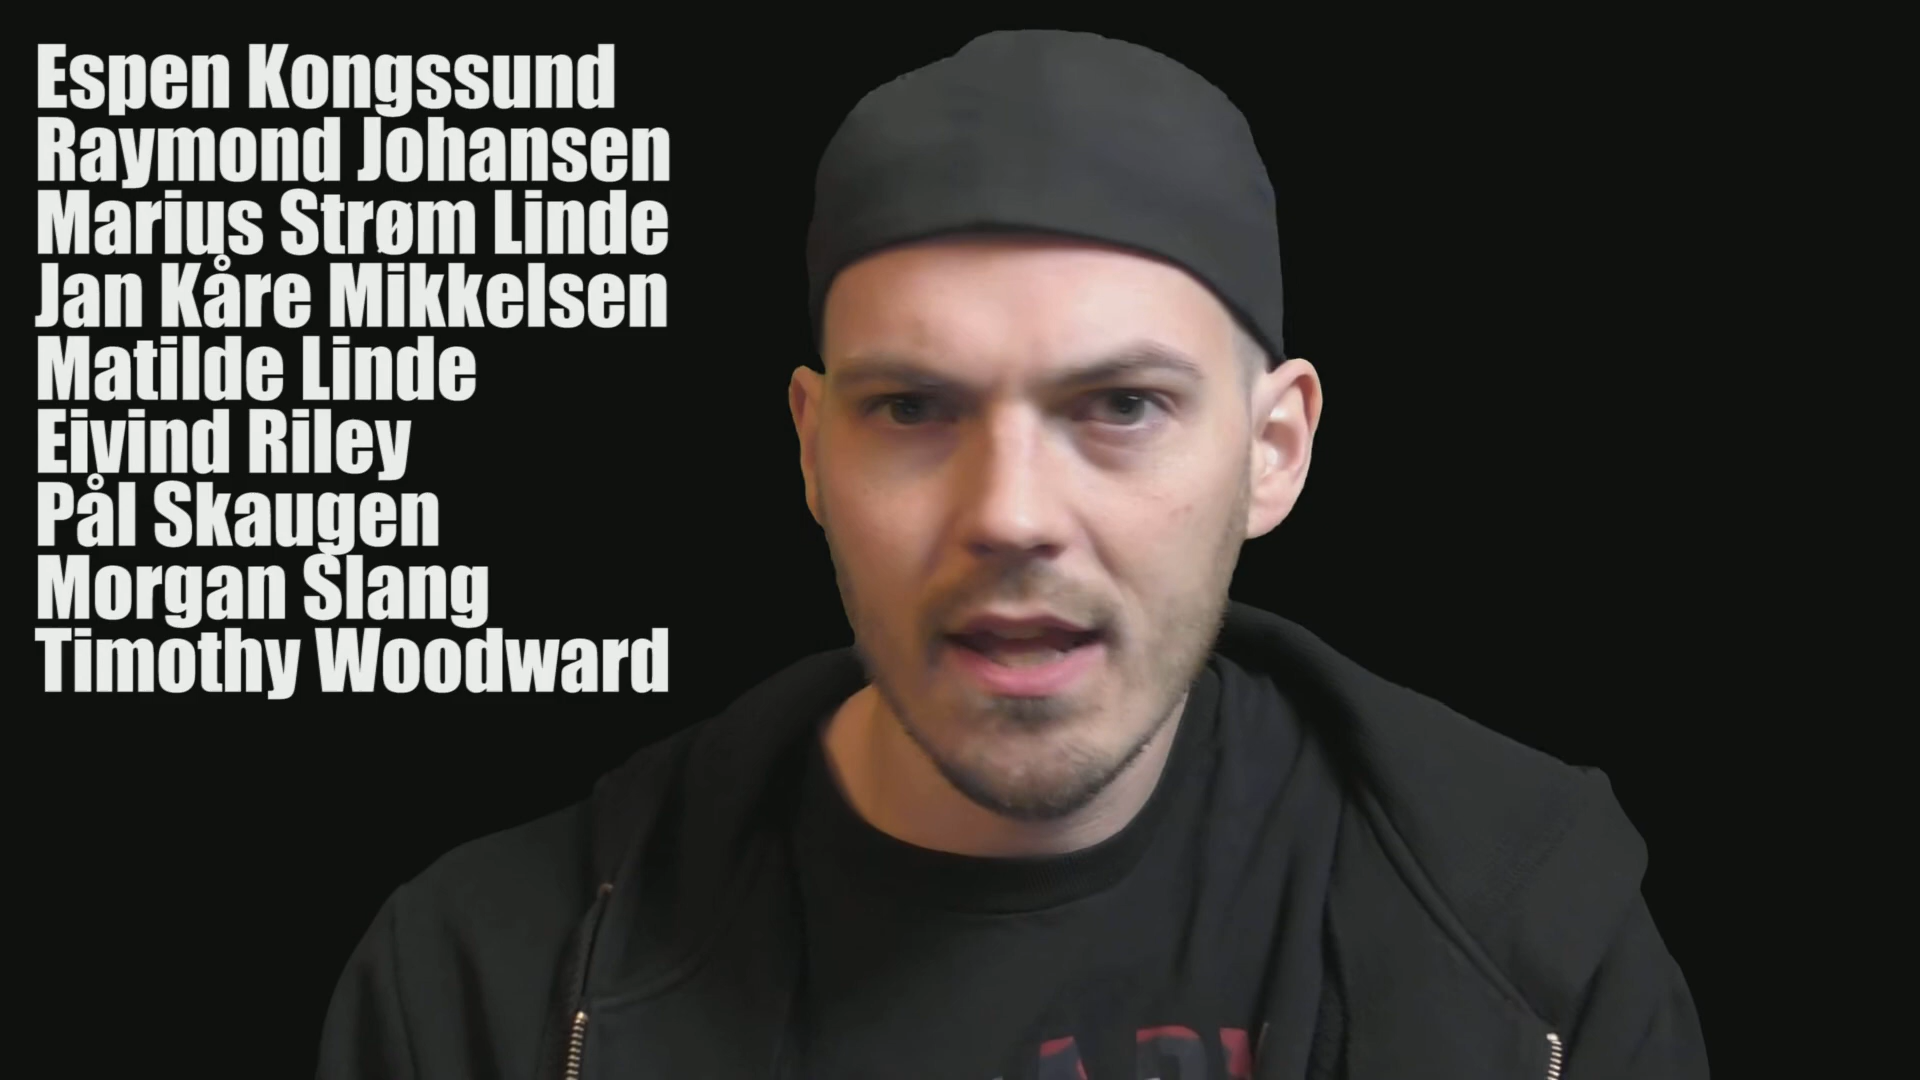 Espen Kongssund
Raymond Johansen
Marius Strøm Linde
Jan Kåre Mikkelsen
Matilde Linde
Eivind Riley
Pål Skaugen
Morgan Slang
Timothy Woodward